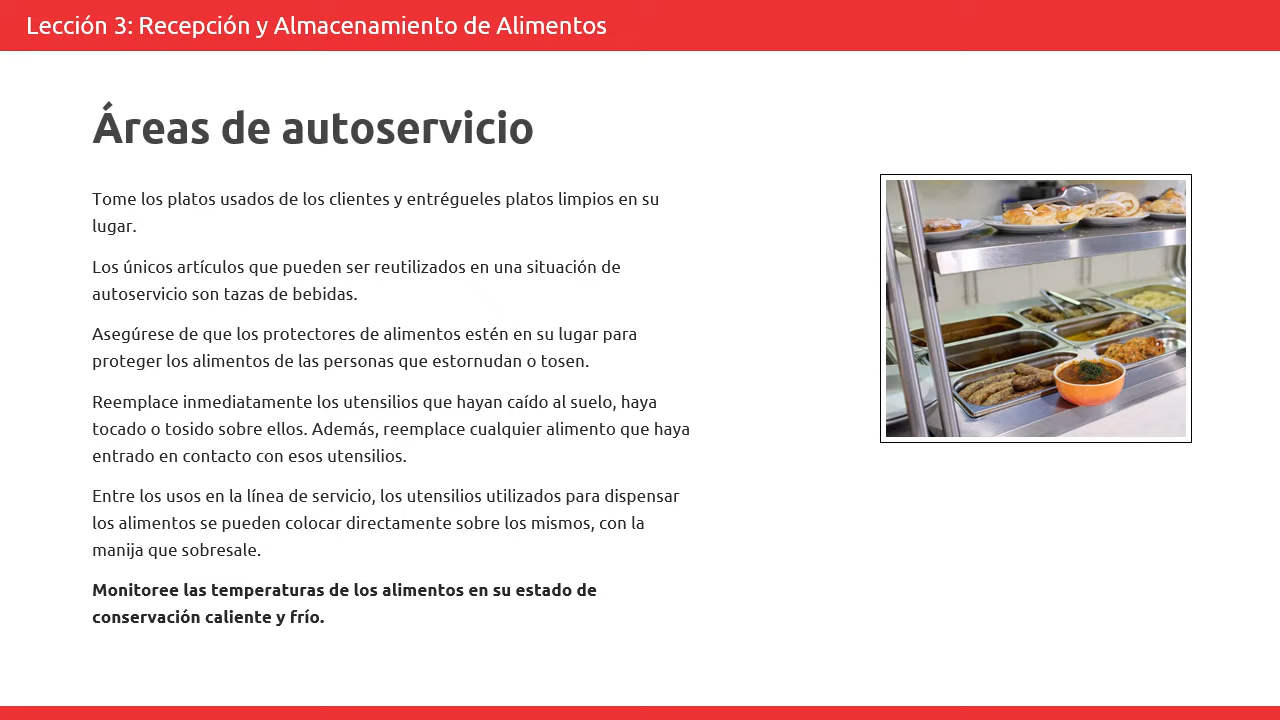 Lección 3: Recepción y Almacenamiento de Alimentos
Áreas de autoservicio
Tome los platos usados de los clientes y entrégueles platos limpios en su
lugar.
Los únicos artículos que pueden ser reutilizados en una situación de
autoservicio son tazas de bebidas.
Asegúrese de que los protectores de alimentos estén en su lugar para
proteger los alimentos de las personas que estornudan o tosen.
Reemplace inmediatamente los utensilios que hayan caído al suelo, haya
tocado o tosido sobre ellos. Además, reemplace cualquier alimento que haya
entrado en contacto con esos utensilios.
Entre los usos en la línea de servicio, los utensilios utilizados para dispensar
los alimentos se pueden colocar directamente sobre los mismos, con la
manija que sobresale.
Monitoree las temperaturas de los alimentos en su estado de
conservación caliente y frío.